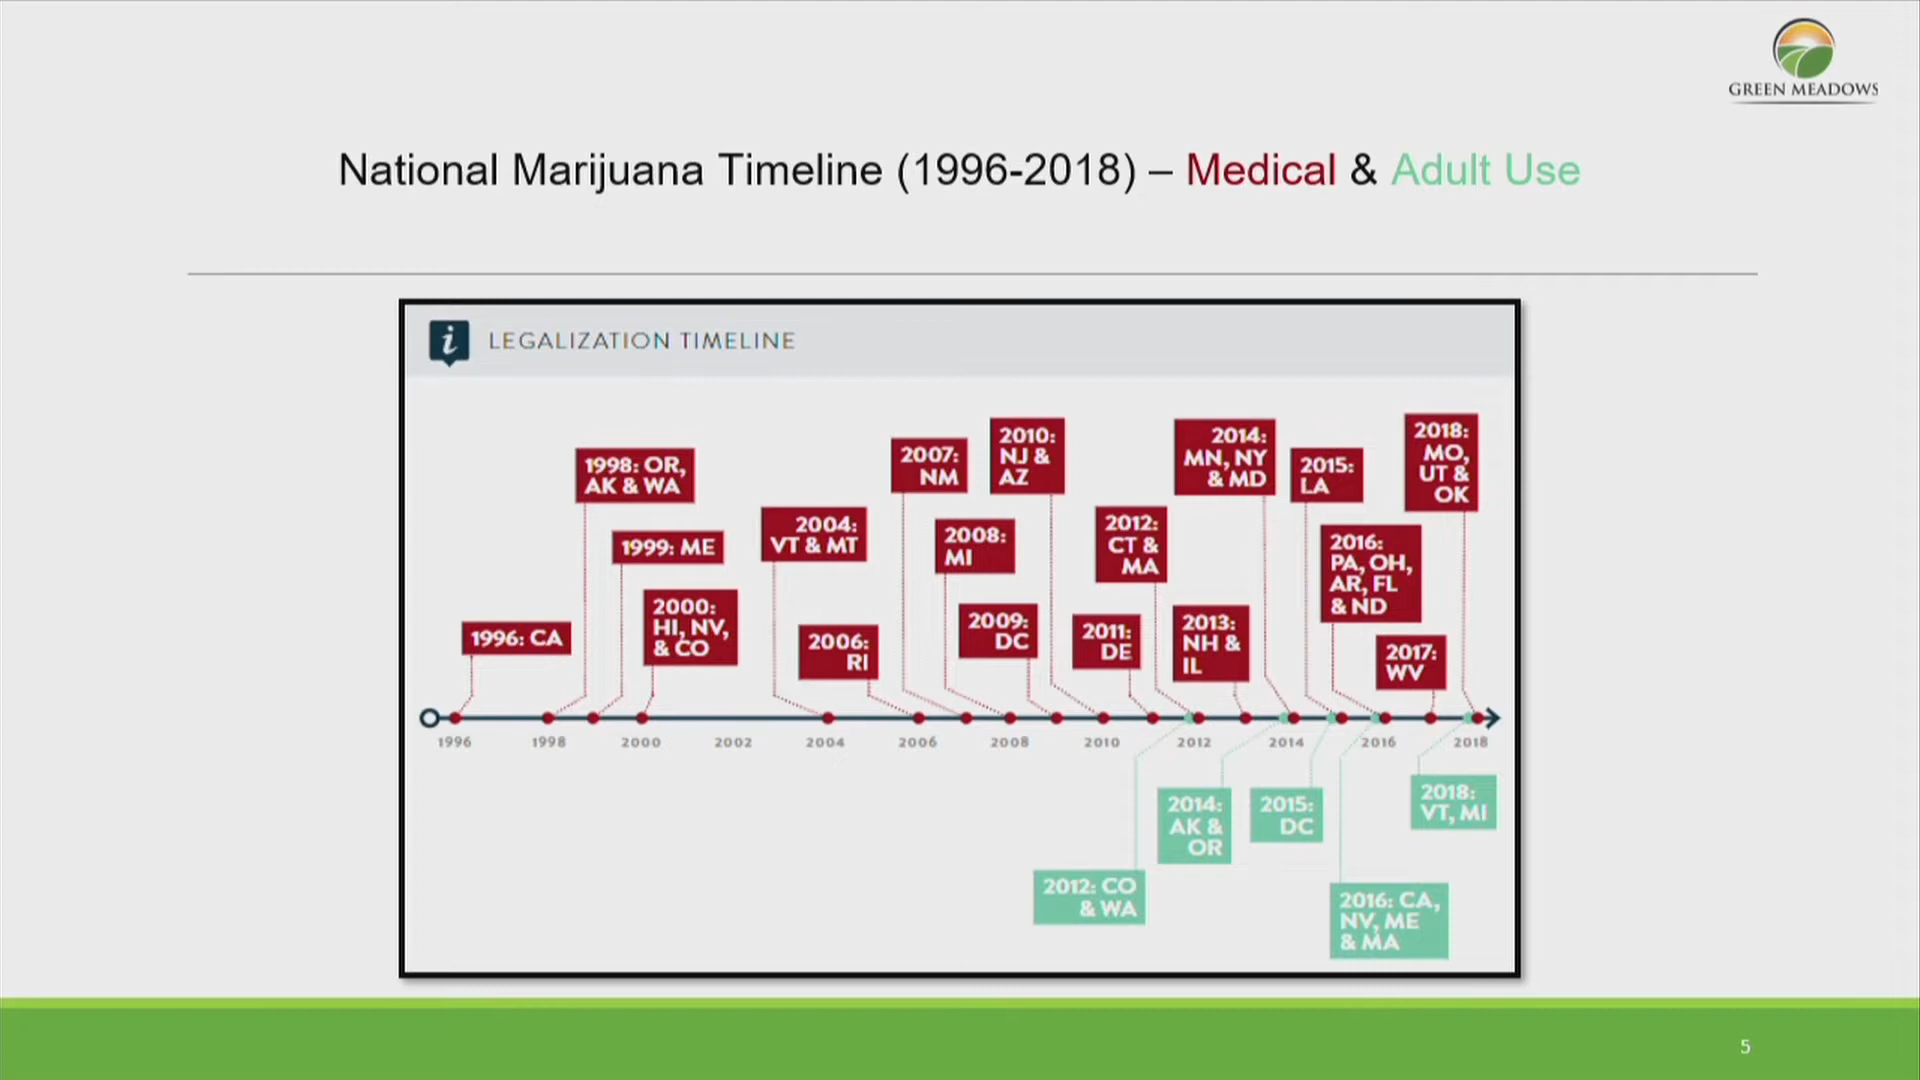 GREEN MEADOWS
National Marijuana Timeline (1996-2018) – Medical & Adult Use
i LEGALIZATION TIMELINE
1996: CA
1998: OR,
AK & WA
1999: ME
2000:
HI, NV,
& CO
2004:
VT & MT
2006:
RI
2007:
NM
2008:
MI
2009:
DC
2010:
NJ &
AZ
2011:
DE
2012:
CT &
MA
2013:
NH &
IL
2014:
MN, NY
& MD
2015:
LA
2016:
PA, OH,
AR, FL
& ND
2017:
WV
2018:
MO,
UT &
OK
1996 1998 2000 2002 2004 2006 2008 2010 2012 2014 2016 2018
2012: CO
& WA
2014:
AK &
OR
2015:
DC
2016: CA,
NV, ME
& MA
2018:
VT, MI
5